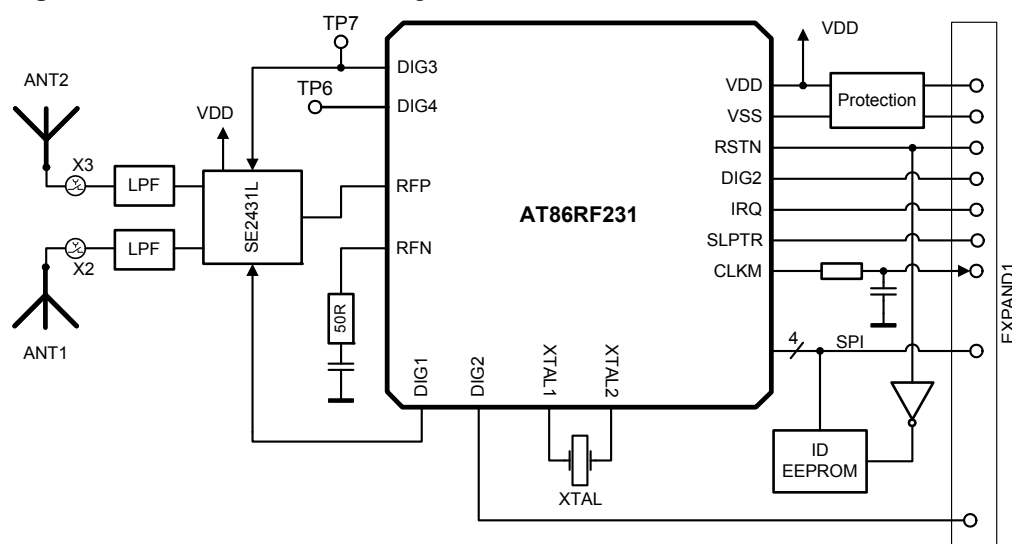 TP7
VDD
DIG3
ANT2
TP6
DIG4
VDD
VDD
Protection
VSS
RSTN
X3
LPF
RFP
DIG2
SE2431L
AT86RF231
IRQ
LPF
RFN
SLPTR
X2
CLKM
50R
EXPAND1
ANT1
4
SPI
DIG1
DIG2
XTAL1
XTAL2
ID
EEPROM
XTAL